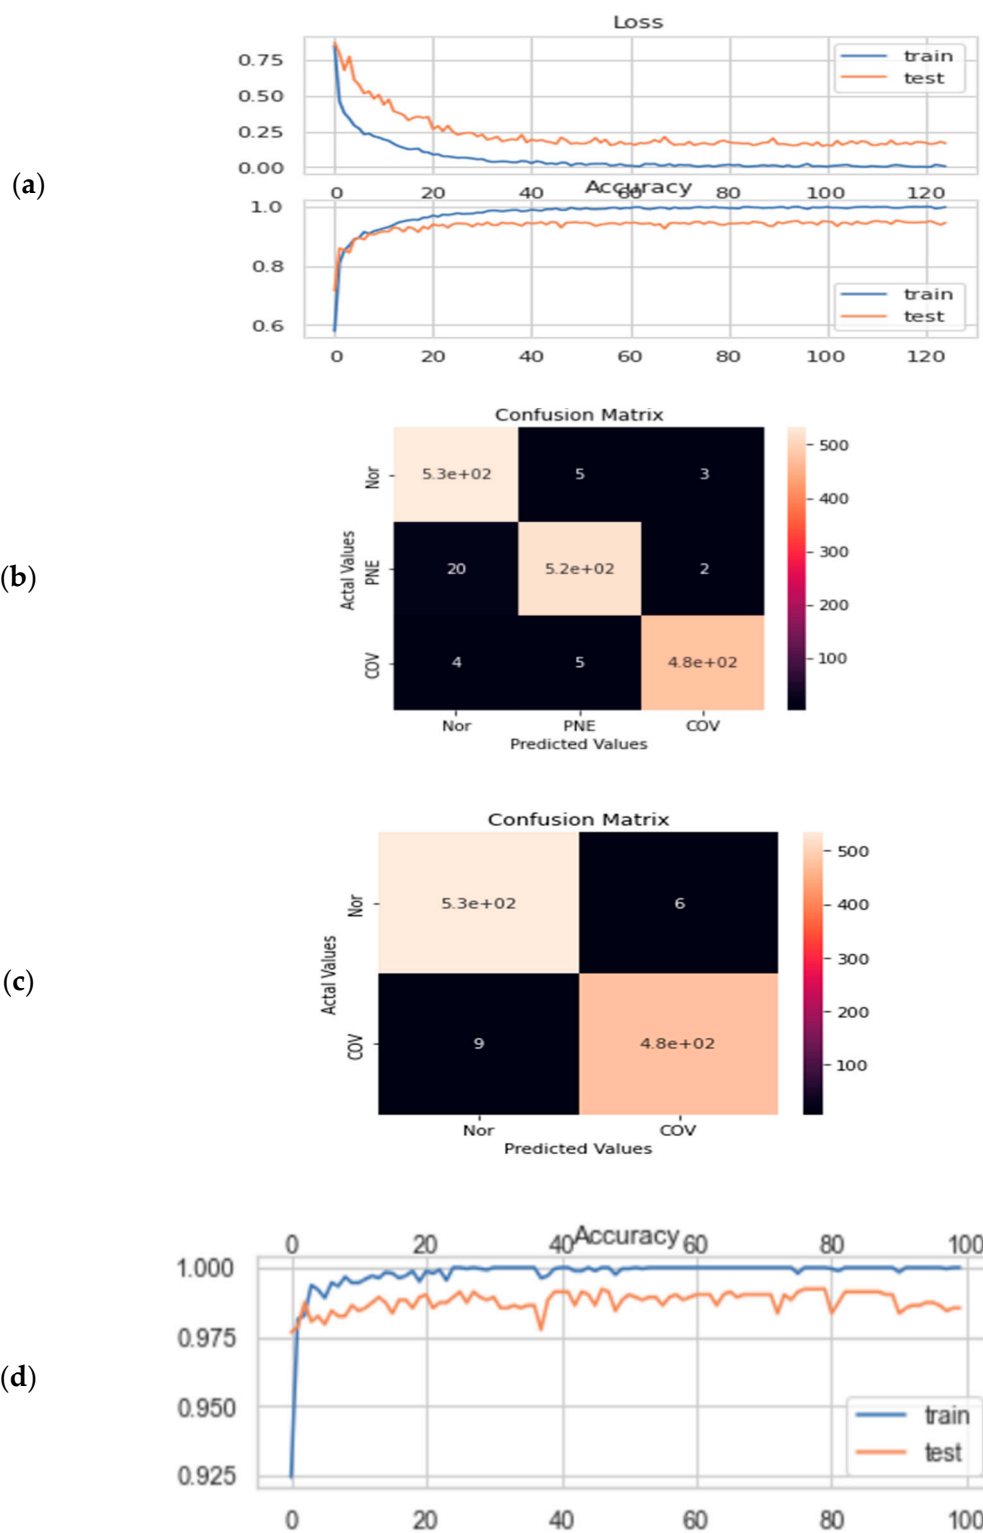 Loss
0.75
0.50
0.25
0.00
train
test
0 20 40 60 80 100 120
(a)
Accuracy
1.0
0.8
0.6
train
test
0 20 40 60 80 100 120
Confusion Matrix
Nor 5.3e+02 5 3
PNE 20 5.2e+02 2
COV 4 5 4.8e+02
Actal Values
Nor PNE COV
Predicted Values
500
400
300
200
100
(b)
Confusion Matrix
Nor 5.3e+02 6
COV 9 4.8e+02
Actal Values
Nor COV
Predicted Values
500
400
300
200
100
(c)
Accuracy
0 20 40 60 80 100
1.000
0.975
0.950
0.925
train
test
0 20 40 60 80 100
(d)